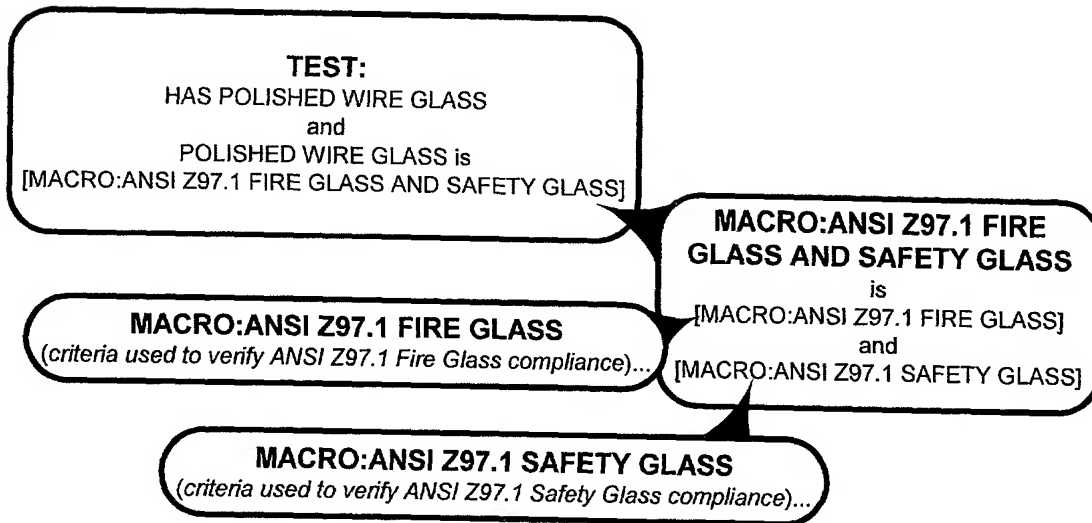 TEST:
HAS POLISHED WIRE GLASS
and
POLISHED WIRE GLASS is
[MACRO:ANSI Z97.1 FIRE GLASS AND SAFETY GLASS]
MACRO:ANSI Z97.1 FIRE
GLASS AND SAFETY GLASS
is
[MACRO:ANSI Z97.1 FIRE GLASS]
and
[MACRO:ANSI Z97.1 SAFETY GLASS]
MACRO:ANSI Z97.1 FIRE GLASS
(criteria used to verify ANSI Z97.1 Fire Glass compliance)...
MACRO:ANSI Z97.1 SAFETY GLASS
(criteria used to verify ANSI Z97.1 Safety Glass compliance)...